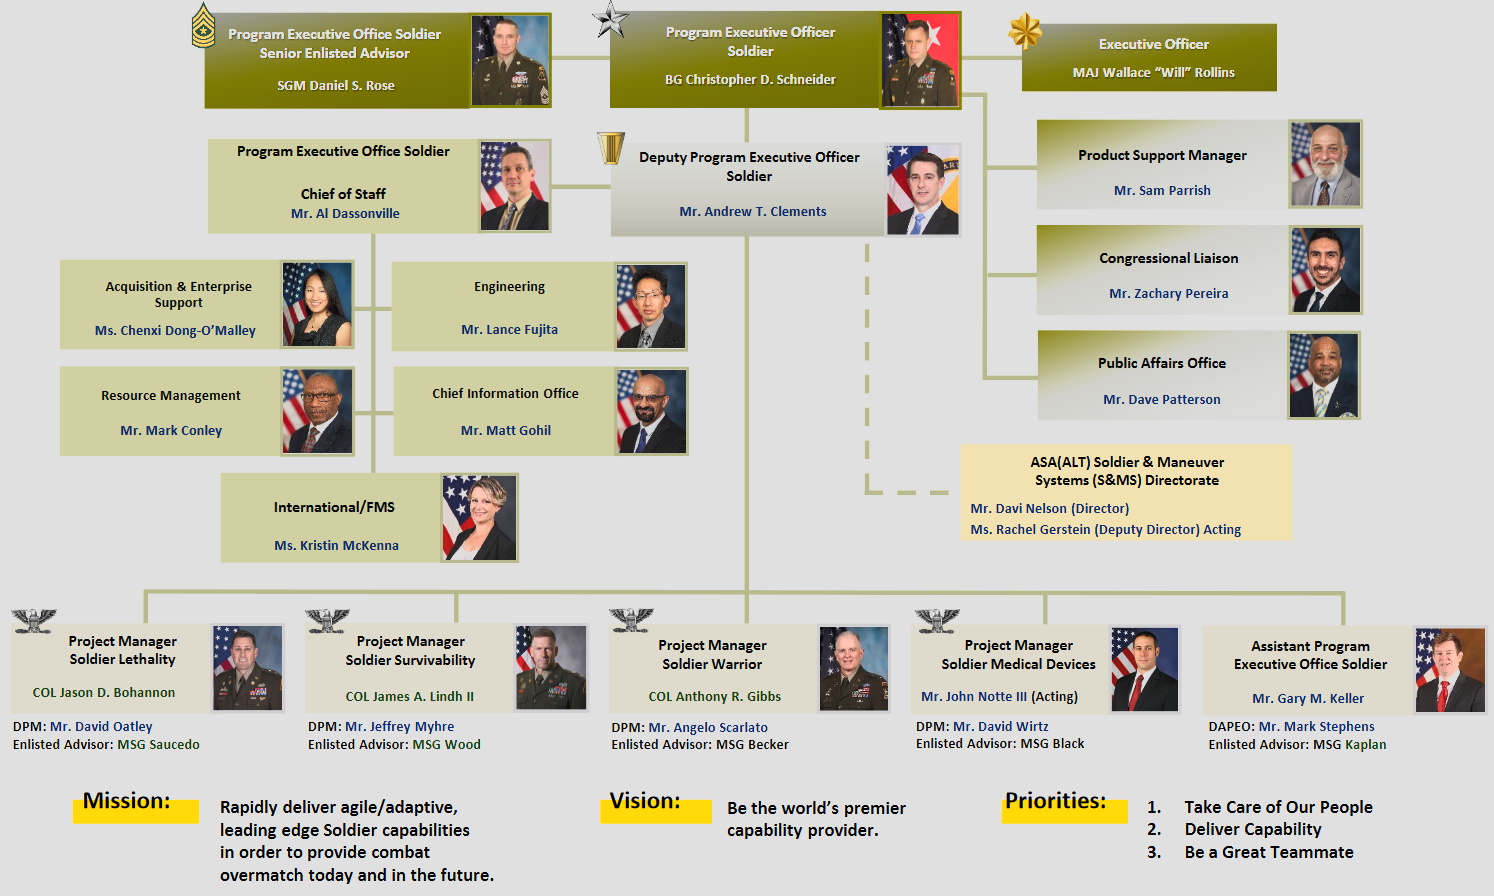 Program Executive Office Soldier
Senior Enlisted Advisor
SGM Daniel S. Rose
Program Executive Officer
Soldier
BG Christopher D. Schneider
Executive Officer
MAJ Wallace “Will” Rollins
Program Executive Office Soldier
Chief of Staff
Mr. Al Dassonville
Deputy Program Executive Officer
Soldier
Mr. Andrew T. Clements
Product Support Manager
Mr. Sam Parrish
Congressional Liaison
Mr. Zachary Pereira
Public Affairs Office
Mr. Dave Patterson
Acquisition & Enterprise
Support
Ms. Chenxi Dong-O’Malley
Engineering
Mr. Lance Fujita
Resource Management
Mr. Mark Conley
Chief Information Office
Mr. Matt Gohil
International/FMS
Ms. Kristin McKenna
ASA(ALT) Soldier & Maneuver
Systems (S&MS) Directorate
Mr. Davi Nelson (Director)
Ms. Rachel Gerstein (Deputy Director) Acting
Project Manager
Soldier Lethality
COL Jason D. Bohannon
DPM: Mr. David Oatley
Enlisted Advisor: MSG Saucedo
Project Manager
Soldier Survivability
COL James A. Lindh II
DPM: Mr. Jeffrey Myhre
Enlisted Advisor: MSG Wood
Project Manager
Soldier Warrior
COL Anthony R. Gibbs
DPM: Mr. Angelo Scarlato
Enlisted Advisor: MSG Becker
Project Manager
Soldier Medical Devices
Mr. John Notte III (Acting)
DPM: Mr. David Wirtz
Enlisted Advisor: MSG Black
Assistant Program
Executive Office Soldier
Mr. Gary M. Keller
DAPEO: Mr. Mark Stephens
Enlisted Advisor: MSG Kaplan
Mission:
Rapidly deliver agile/adaptive,
leading edge Soldier capabilities
in order to provide combat
overmatch today and in the future.
Vision:
Be the world’s premier
capability provider.
Priorities:
1. Take Care of Our People
2. Deliver Capability
3. Be a Great Teammate